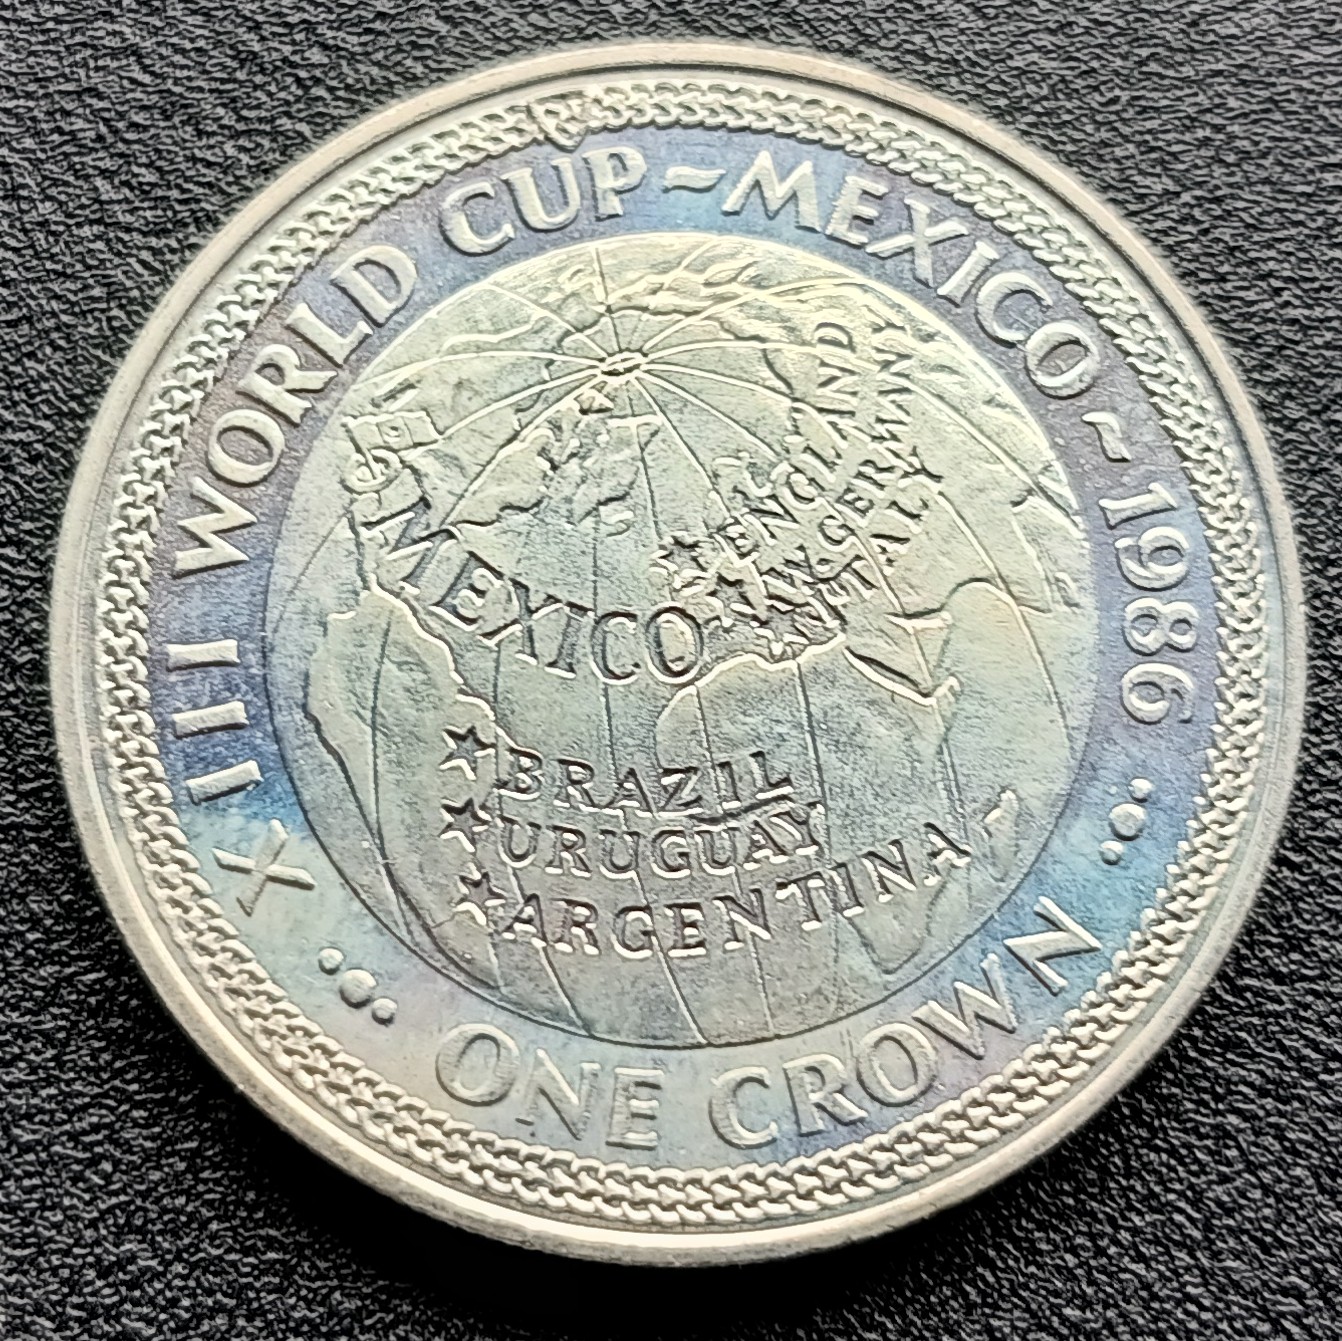 XIII WORLD CUP ~ MEXICO ~ 1986
ENGLAND
W. GERMANY
ITALY
MEXICO
BRAZIL
URUGUAY
ARGENTINA
ONE CROWN